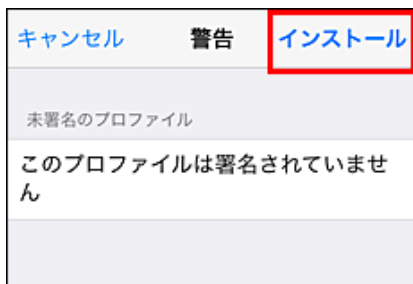 キャンセル 警告 インストール
未署名のプロファイル
このプロファイルは署名されていませ
ん